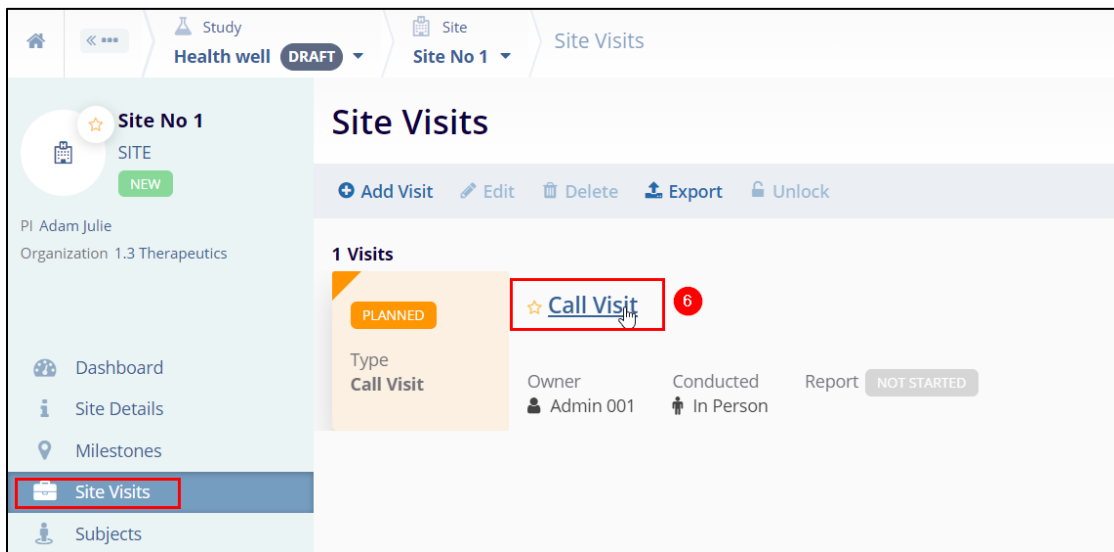 Study
Health well DRAFT
Site
Site No 1
Site Visits
Site No 1
SITE
NEW
PI Adam Julie
Organization 1.3 Therapeutics
Dashboard
Site Details
Milestones
Site Visits
Subjects
Site Visits
Add Visit Edit Delete Export Unlock
1 Visits
PLANNED
Type
Call Visit
Call Visit 6
Owner Conducted Report NOT STARTED
Admin 001 In Person